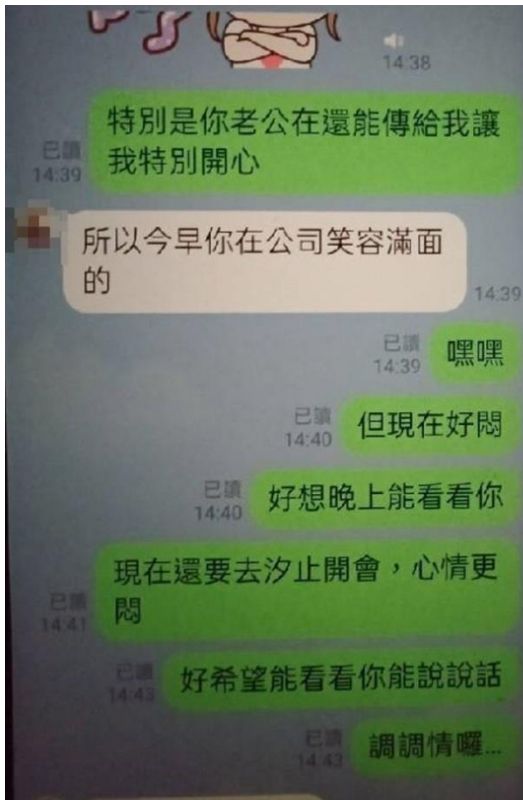 14:38
特別是你老公在還能傳給我讓
我特別開心
已讀
14:39
所以今早你在公司笑容滿面
的
14:39
嘿嘿
已讀
14:39
但現在好悶
已讀
14:40
好想晚上能看看你
已讀
14:40
現在還要去汐止開會，心情更
悶
已讀
14:41
好希望能看看你能說說話
已讀
14:43
調調情囉...
已讀
14:43